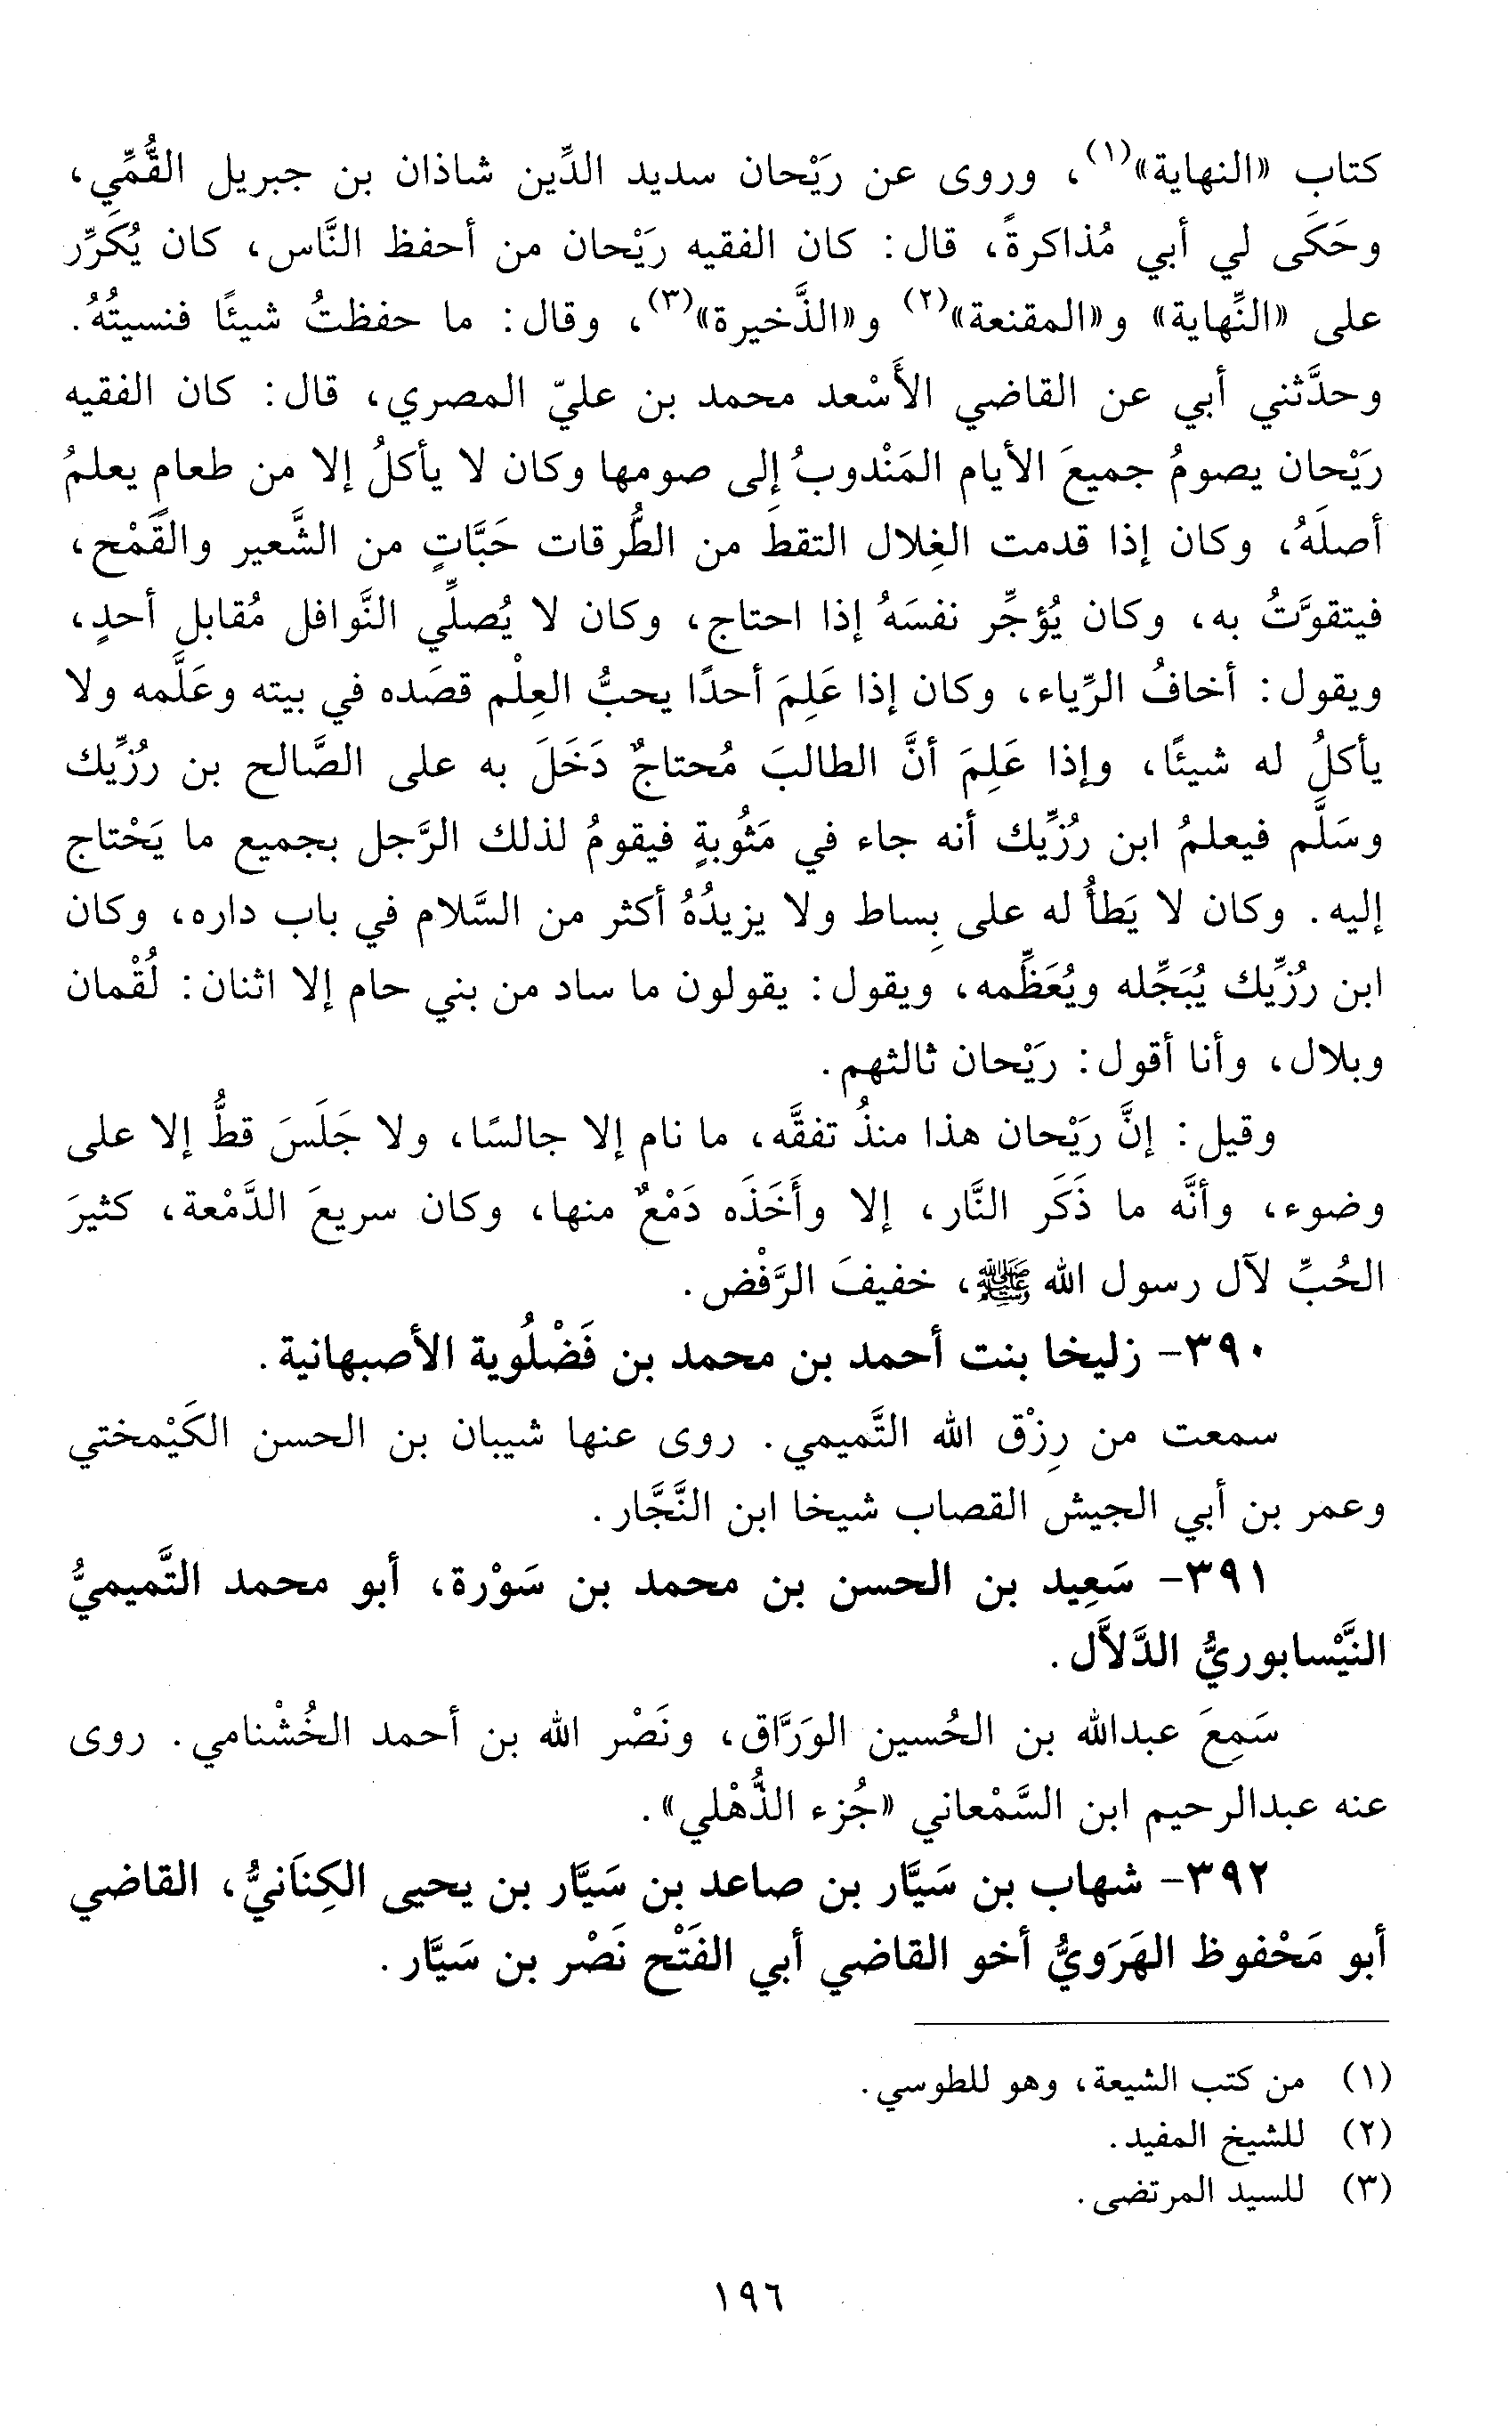 كتاب «النهاية»(١)، وروى عن رَيْحان سديد الدِّين شاذان بن جبريل القُمِّي،
وحَكَى لي أبي مُذاكرةً، قال: كان الفقيه رَيْحان من أحفظ النَّاس، كان يُكَرِّر
على «النِّهاية» و«المقنعة»(٢) و«الذَّخيرة»(٣)، وقال: ما حفظتُ شيئًا فنسيتُهُ.
وحدَّثني أبي عن القاضي الأَسْعد محمد بن عليّ المصري، قال: كان الفقيه
رَيْحان يصومُ جميعَ الأيام المَنْدوبُ إلى صومها وكان لا يأكلُ إلا من طعامٍ يعلمُ
أصلَهُ، وكان إذا قدمت الغِلال التقطَ من الطُّرقات حَبَّاتٍ من الشَّعير والقَمْح،
فيتقوَّتُ به، وكان يُؤجِّر نفسَهُ إذا احتاج، وكان لا يُصلِّي النَّوافل مُقابل أحدٍ،
ويقول: أخافُ الرِّياء، وكان إذا عَلِمَ أحدًا يحبُّ العِلْم قصَده في بيته وعَلَّمه ولا
يأكلُ له شيئًا، وإذا عَلِمَ أنَّ الطالبَ مُحتاجٌ دَخَلَ به على الصَّالح بن رُزِّيك
وسَلَّم فيعلمُ ابن رُزِّيك أنه جاء في مَثُوبةٍ فيقومُ لذلك الرَّجل بجميع ما يَحْتاج
إليه. وكان لا يَطأُ له على بِساط ولا يزيدُهُ أكثر من السَّلام في باب داره، وكان
ابن رُزِّيك يُبَجِّله ويُعَظِّمه، ويقول: يقولون ما ساد من بني حام إلا اثنان: لُقْمان
وبلال، وأنا أقول: رَيْحان ثالثهم.
وقيل: إنَّ رَيْحان هذا منذُ تفقَّه، ما نام إلا جالسًا، ولا جَلَسَ قطُّ إلا على
وضوء، وأنَّه ما ذَكَر النَّار، إلا وأَخَذَه دَمْعٌ منها، وكان سريعَ الدَّمْعة، كثيرَ
الحُبِّ لآل رسول الله ﷺ، خفيفَ الرَّفْض.
٣٩٠- زليخا بنت أحمد بن محمد بن فَضْلُوية الأصبهانية.
سمعت من رِزْق الله التَّميمي. روى عنها شيبان بن الحسن الكَيْمختي
وعمر بن أبي الجيش القصاب شيخا ابن النَّجَّار.
٣٩١- سَعِيد بن الحسن بن محمد بن سَوْرة، أبو محمد التَّميميُّ
النَّيْسابوريُّ الدَّلاَّل.
سَمِعَ عبدالله بن الحُسين الوَرَّاق، ونَصْر الله بن أحمد الخُشْنامي. روى
عنه عبدالرحيم ابن السَّمْعاني «جُزء الذُّهْلي».
٣٩٢- شهاب بن سَيَّار بن صاعد بن سَيَّار بن يحيى الكِنَانيُّ، القاضي
أبو مَحْفوظ الهَرَويُّ أخو القاضي أبي الفَتْح نَصْر بن سَيَّار.
(١) من كتب الشيعة، وهو للطوسي.
(٢) للشيخ المفيد.
(٣) للسيد المرتضى.
١٩٦